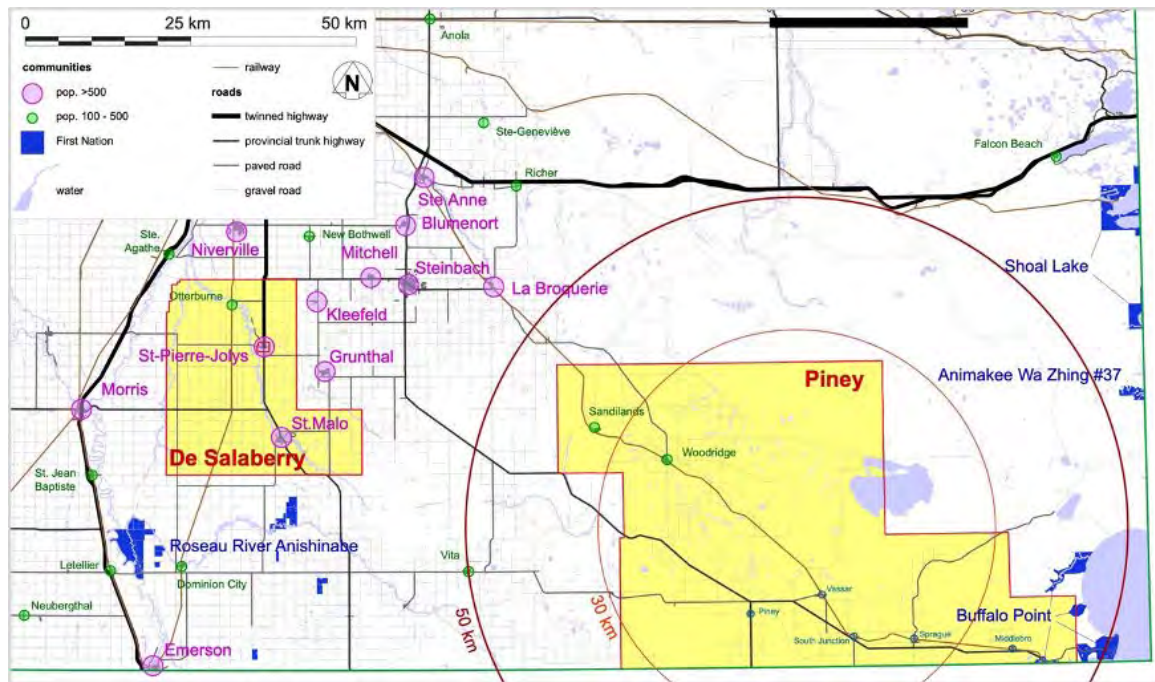 0 25 km 50 km
communities
pop. >500
pop. 100 - 500
First Nation
water
railway
roads
twinned highway
provincial trunk highway
paved road
gravel road
N
Anola
Ste-Geneviève
Richer
Falcon Beach
Ste Anne
Blumenort
Ste.
Agathe
Niverville
New Bothwell
Mitchell
Steinbach
La Broquerie
Shoal Lake
Otterburne
Kleefeld
St-Pierre-Jolys
Grunthal
Morris
Piney
Animakee Wa Zhing #37
Sandilands
St.Malo
De Salaberry
Woodridge
St. Jean
Baptiste
Roseau River Anishinabe
Letellier
Dominion City
Vita
Neubergthal
50 km
30 km
Vassar
Piney
South Junction
Sprague
Middlebro
Buffalo Point
Emerson